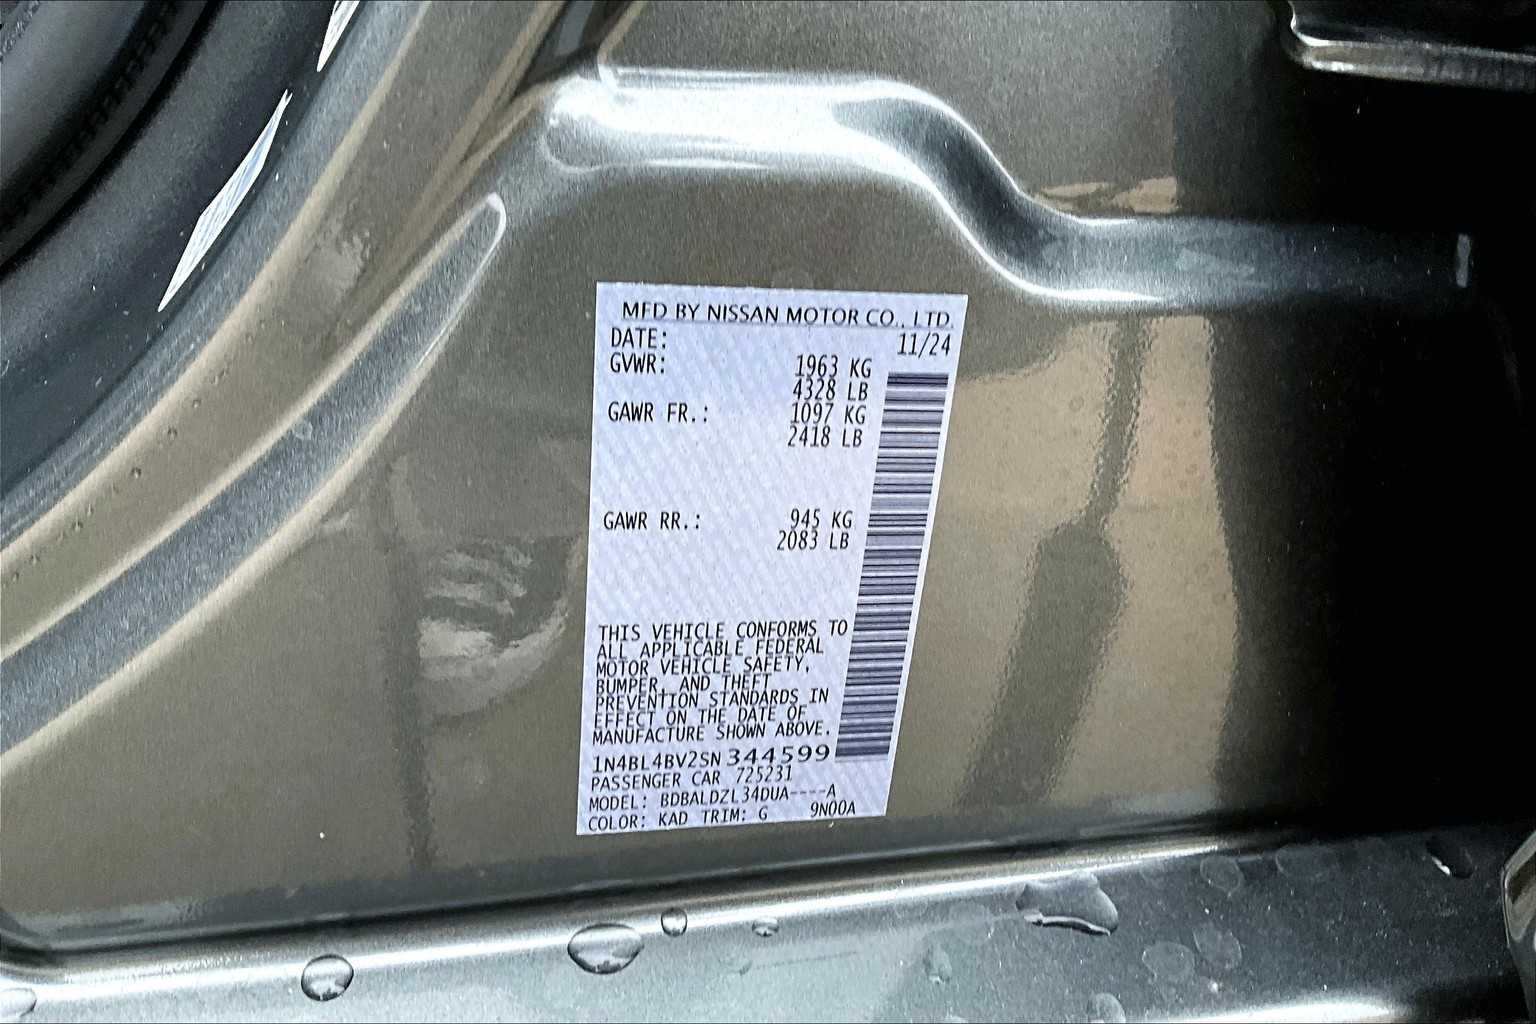 MFD BY NISSAN MOTOR CO., LTD.
DATE: 11/24
GVWR: 1963 KG
4328 LB
GAWR FR.: 1097 KG
2418 LB
GAWR RR.: 945 KG
2083 LB
THIS VEHICLE CONFORMS TO
ALL APPLICABLE FEDERAL
MOTOR VEHICLE SAFETY,
BUMPER, AND THEFT
PREVENTION STANDARDS IN
EFFECT ON THE DATE OF
MANUFACTURE SHOWN ABOVE.
1N4BL4BV2SN344599
PASSENGER CAR 725231
MODEL: BDBALDZL34DUA----A
COLOR: KAD TRIM: G 9N00A